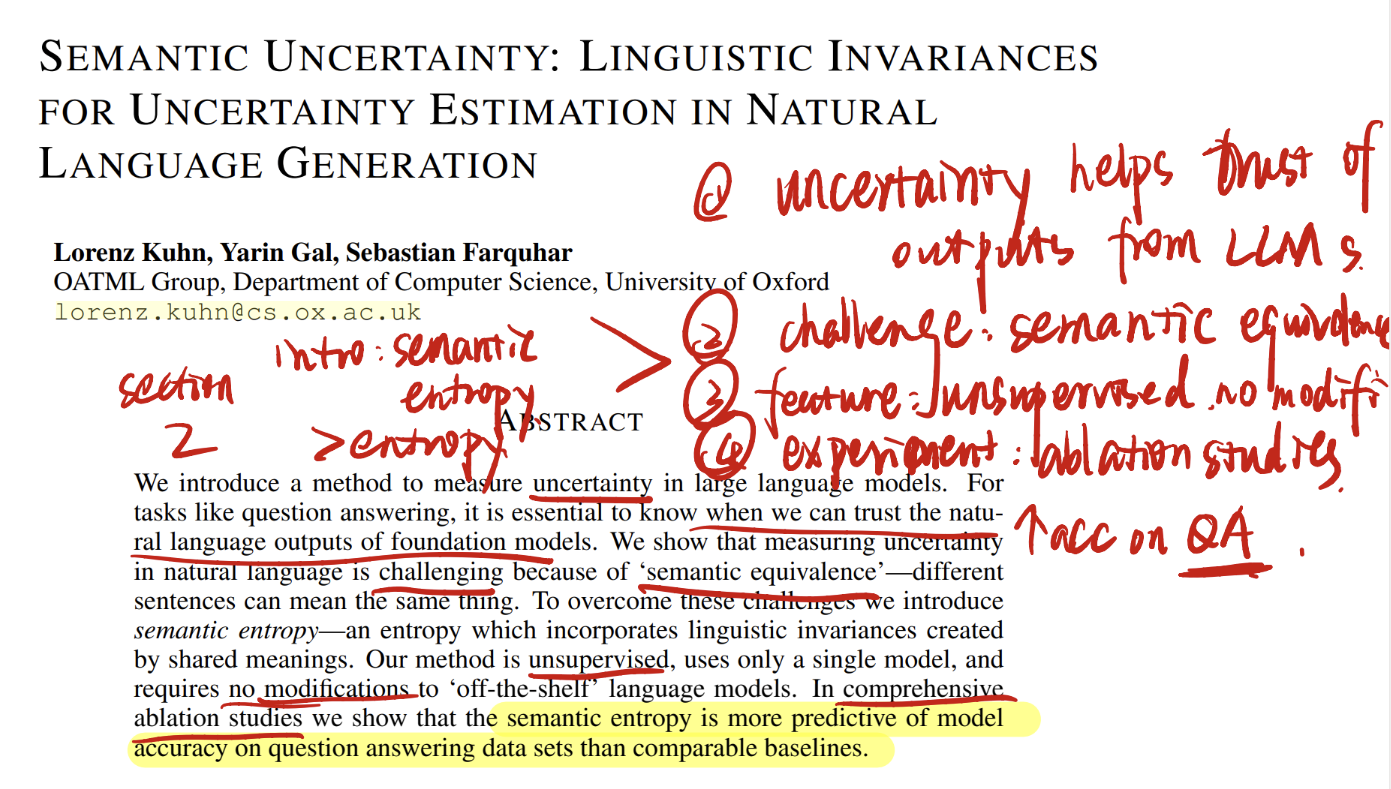 SEMANTIC UNCERTAINTY: LINGUISTIC INVARIANCES
FOR UNCERTAINTY ESTIMATION IN NATURAL
LANGUAGE GENERATION
Lorenz Kuhn, Yarin Gal, Sebastian Farquhar
OATML Group, Department of Computer Science, University of Oxford
lorenz.kuhn@cs.ox.ac.uk
① uncertainty helps trust of
outputs from LLMs.
② challenge: semantic equivalence
③ feature: unsupervised. no modifi
④ experiment: ablation studies
↑ acc on QA.
intro: semantic
entropy
> entropy
section
2
ABSTRACT
We introduce a method to measure uncertainty in large language models. For
tasks like question answering, it is essential to know when we can trust the natu-
ral language outputs of foundation models. We show that measuring uncertainty
in natural language is challenging because of ‘semantic equivalence’—different
sentences can mean the same thing. To overcome these challenges we introduce
semantic entropy—an entropy which incorporates linguistic invariances created
by shared meanings. Our method is unsupervised, uses only a single model, and
requires no modifications to ‘off-the-shelf’ language models. In comprehensive
ablation studies we show that the semantic entropy is more predictive of model
accuracy on question answering data sets than comparable baselines.